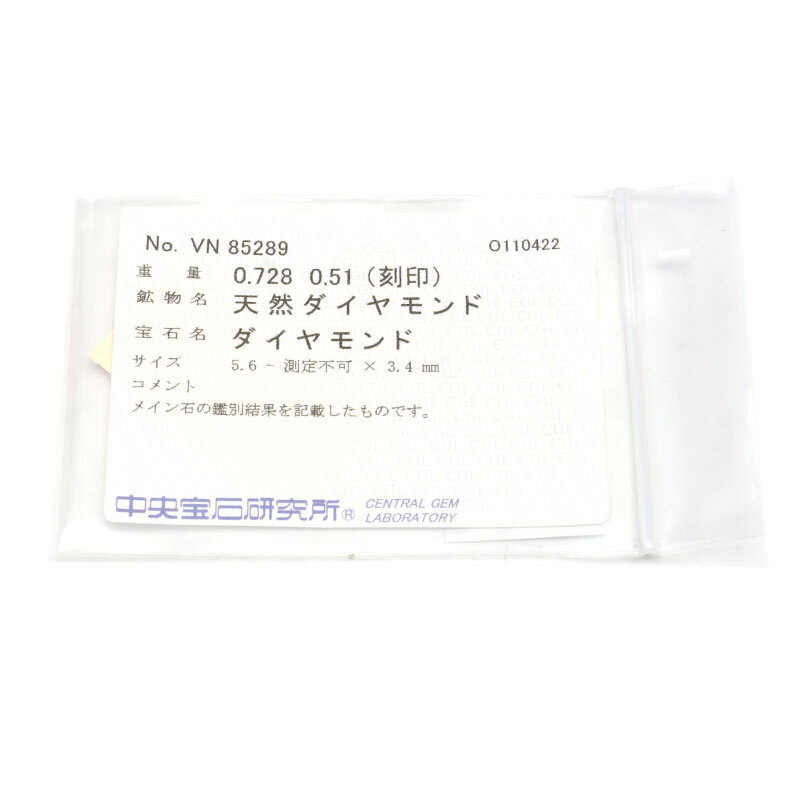 No. VN 85289 O110422
重量 0.728 0.51 (刻印)
鉱物名 天然ダイヤモンド
宝石名 ダイヤモンド
サイズ 5.6 - 測定不可 × 3.4 mm
コメント
メイン石の鑑別結果を記載したものです。
中央宝石研究所® CENTRAL GEM
LABORATORY